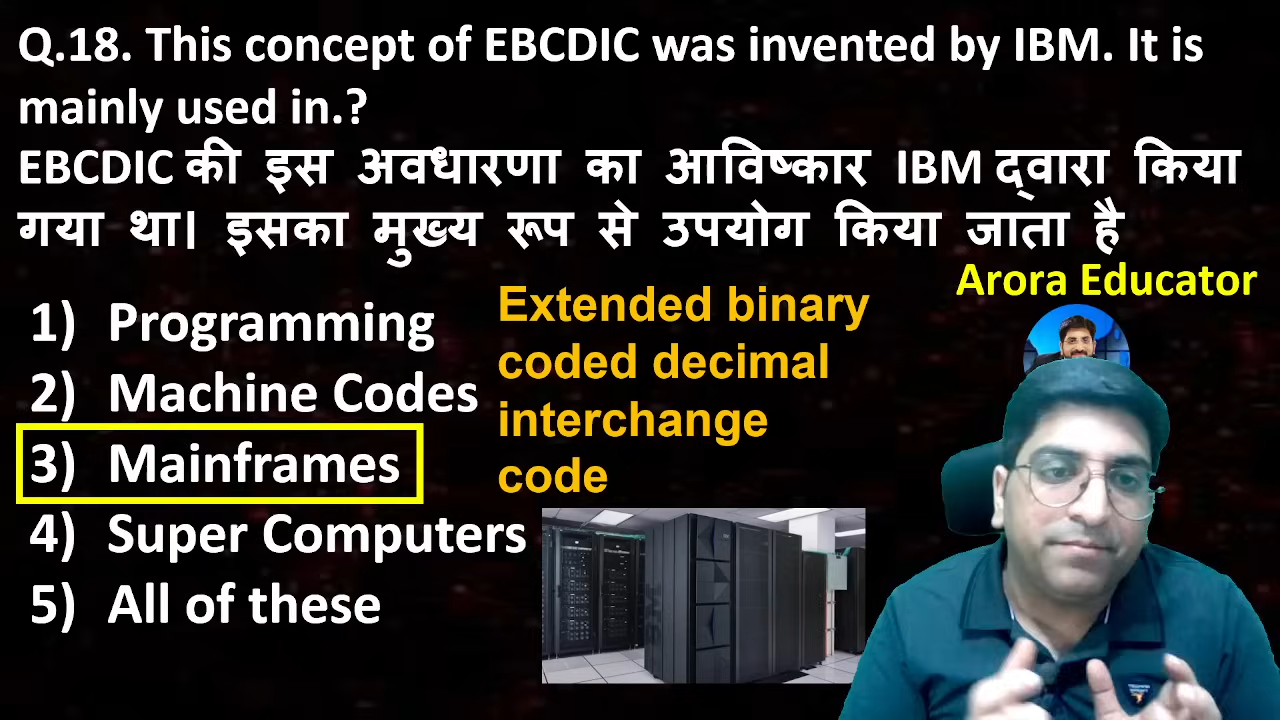 Q.18. This concept of EBCDIC was invented by IBM. It is
mainly used in.?
EBCDIC की इस अवधारणा का आविष्कार IBM द्वारा किया
गया था। इसका मुख्य रूप से उपयोग किया जाता है
Arora Educator
1) Programming
2) Machine Codes
3) Mainframes
4) Super Computers
5) All of these
Extended binary
coded decimal
interchange
code